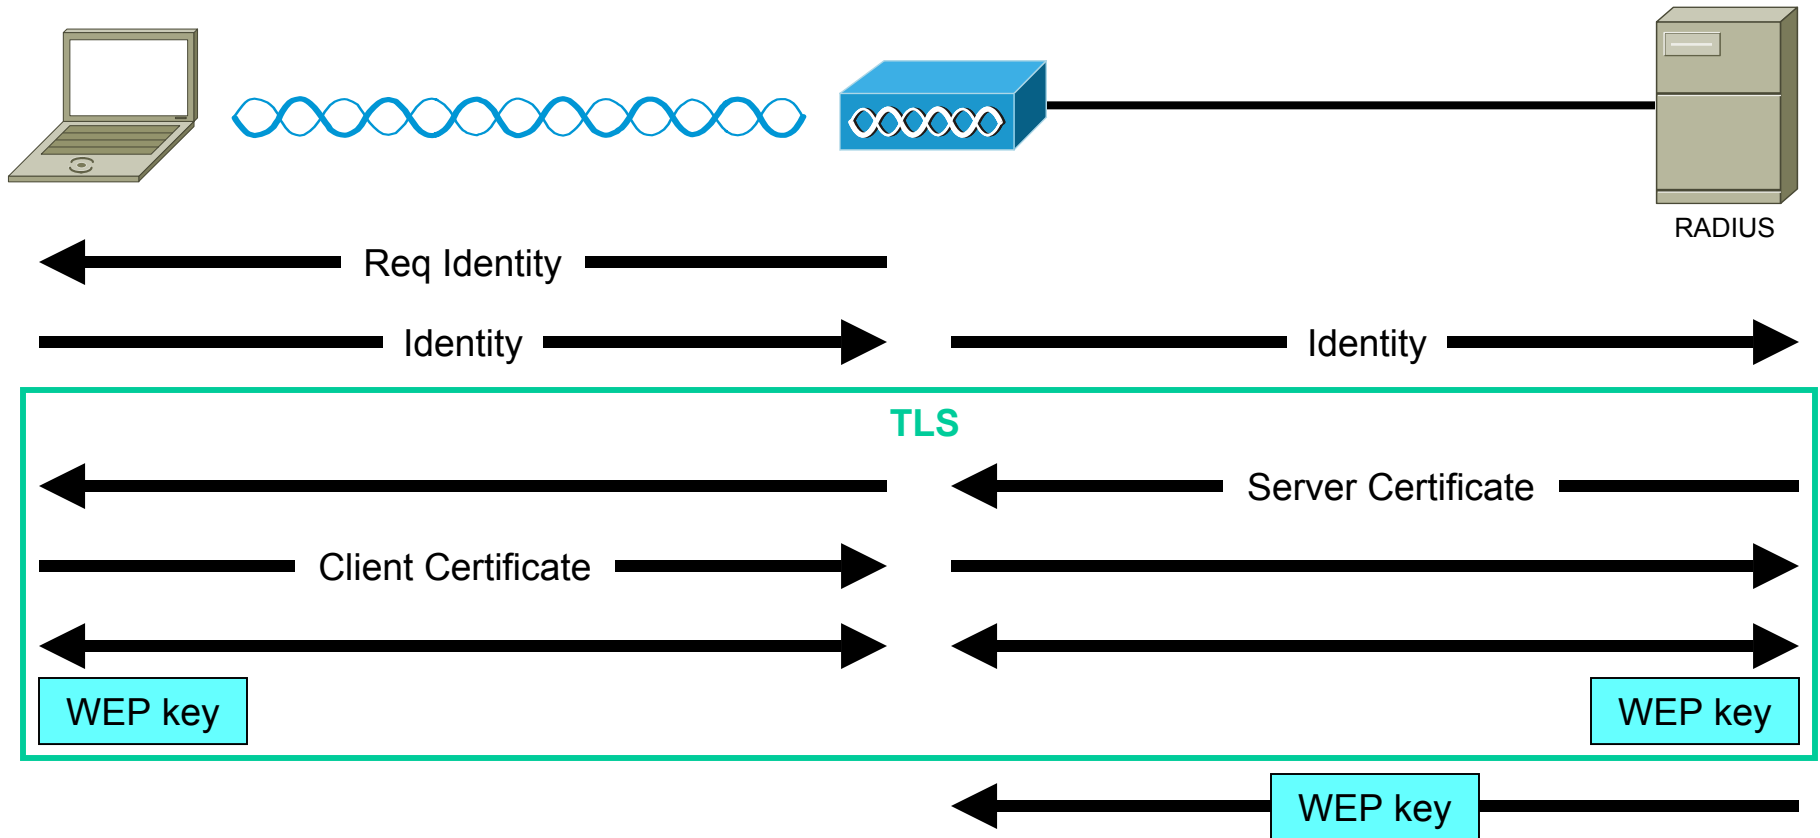 RADIUS
Req Identity
Identity
Identity
TLS
Server Certificate
Client Certificate
WEP key
WEP key
WEP key